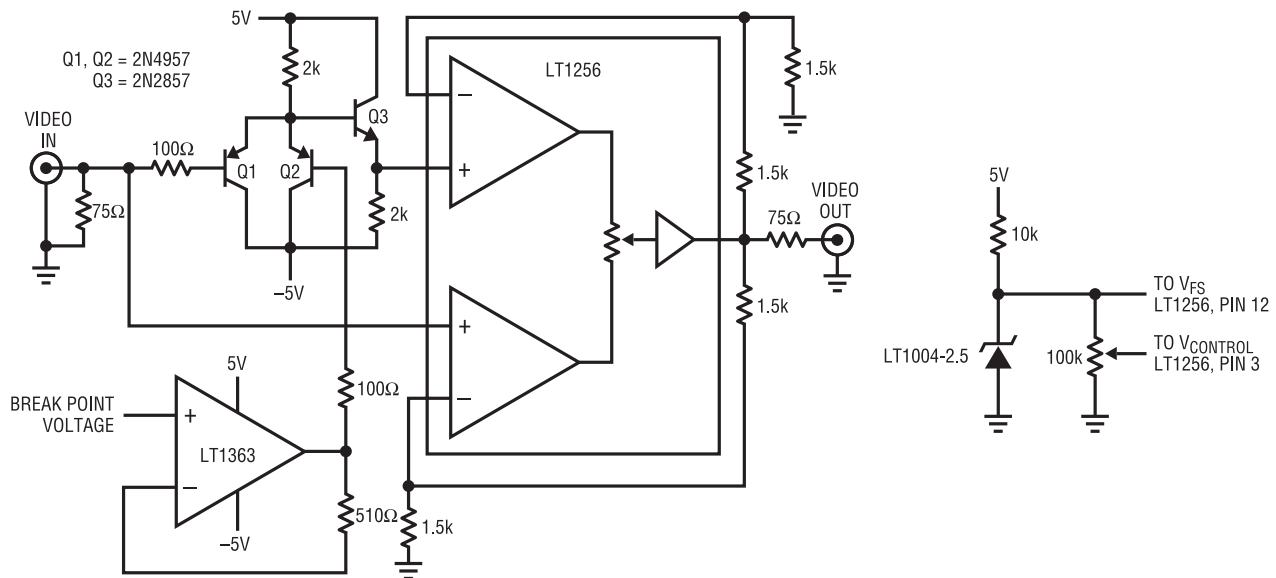 5V
Q1, Q2 = 2N4957
Q3 = 2N2857
2k
LT1256
1.5k
VIDEO
IN
100Ω
Q1
Q2
Q3
–
+
75Ω
2k
–5V
1.5k
75Ω
VIDEO
OUT
1.5k
+
–
5V
100Ω
BREAK POINT
VOLTAGE
+
LT1363
–
–5V
510Ω
1.5k
5V
10k
TO VFS
LT1256, PIN 12
LT1004-2.5
100k
TO VCONTROL
LT1256, PIN 3